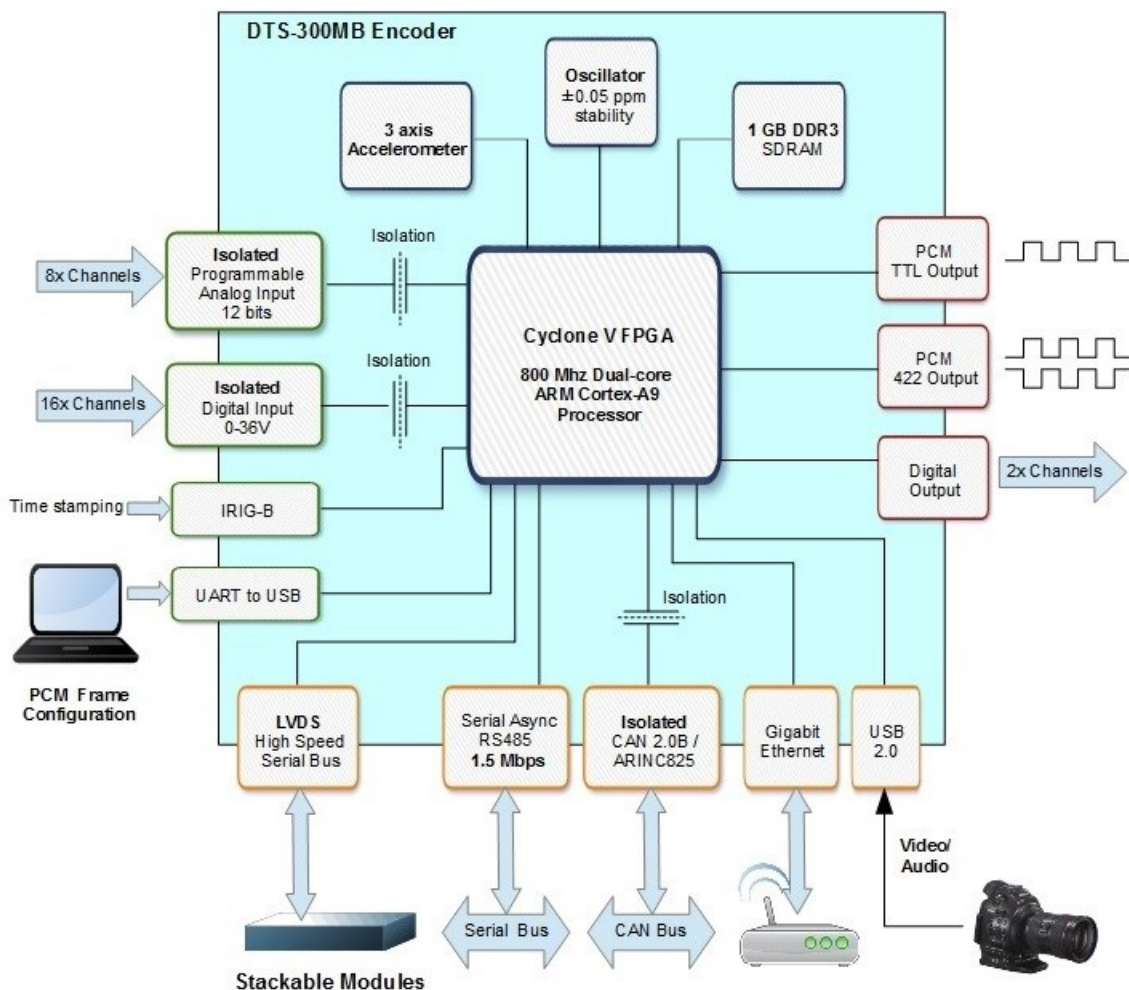 DTS-300MB Encoder
Oscillator
±0.05 ppm
stability
3 axis
Accelerometer
1 GB DDR3
SDRAM
8x Channels
Isolated
Programmable
Analog Input
12 bits
Isolation
PCM
TTL Output
Cyclone V FPGA
800 Mhz Dual-core
ARM Cortex-A9
Processor
16x Channels
Isolated
Digital Input
0-36V
Isolation
PCM
422 Output
Digital
Output
2x Channels
Time stamping
IRIG-B
UART to USB
Isolation
PCM Frame
Configuration
LVDS
High Speed
Serial Bus
Serial Async
RS485
1.5 Mbps
Isolated
CAN 2.0B /
ARINC825
Gigabit
Ethernet
USB
2.0
Video/
Audio
Serial Bus
CAN Bus
Stackable Modules